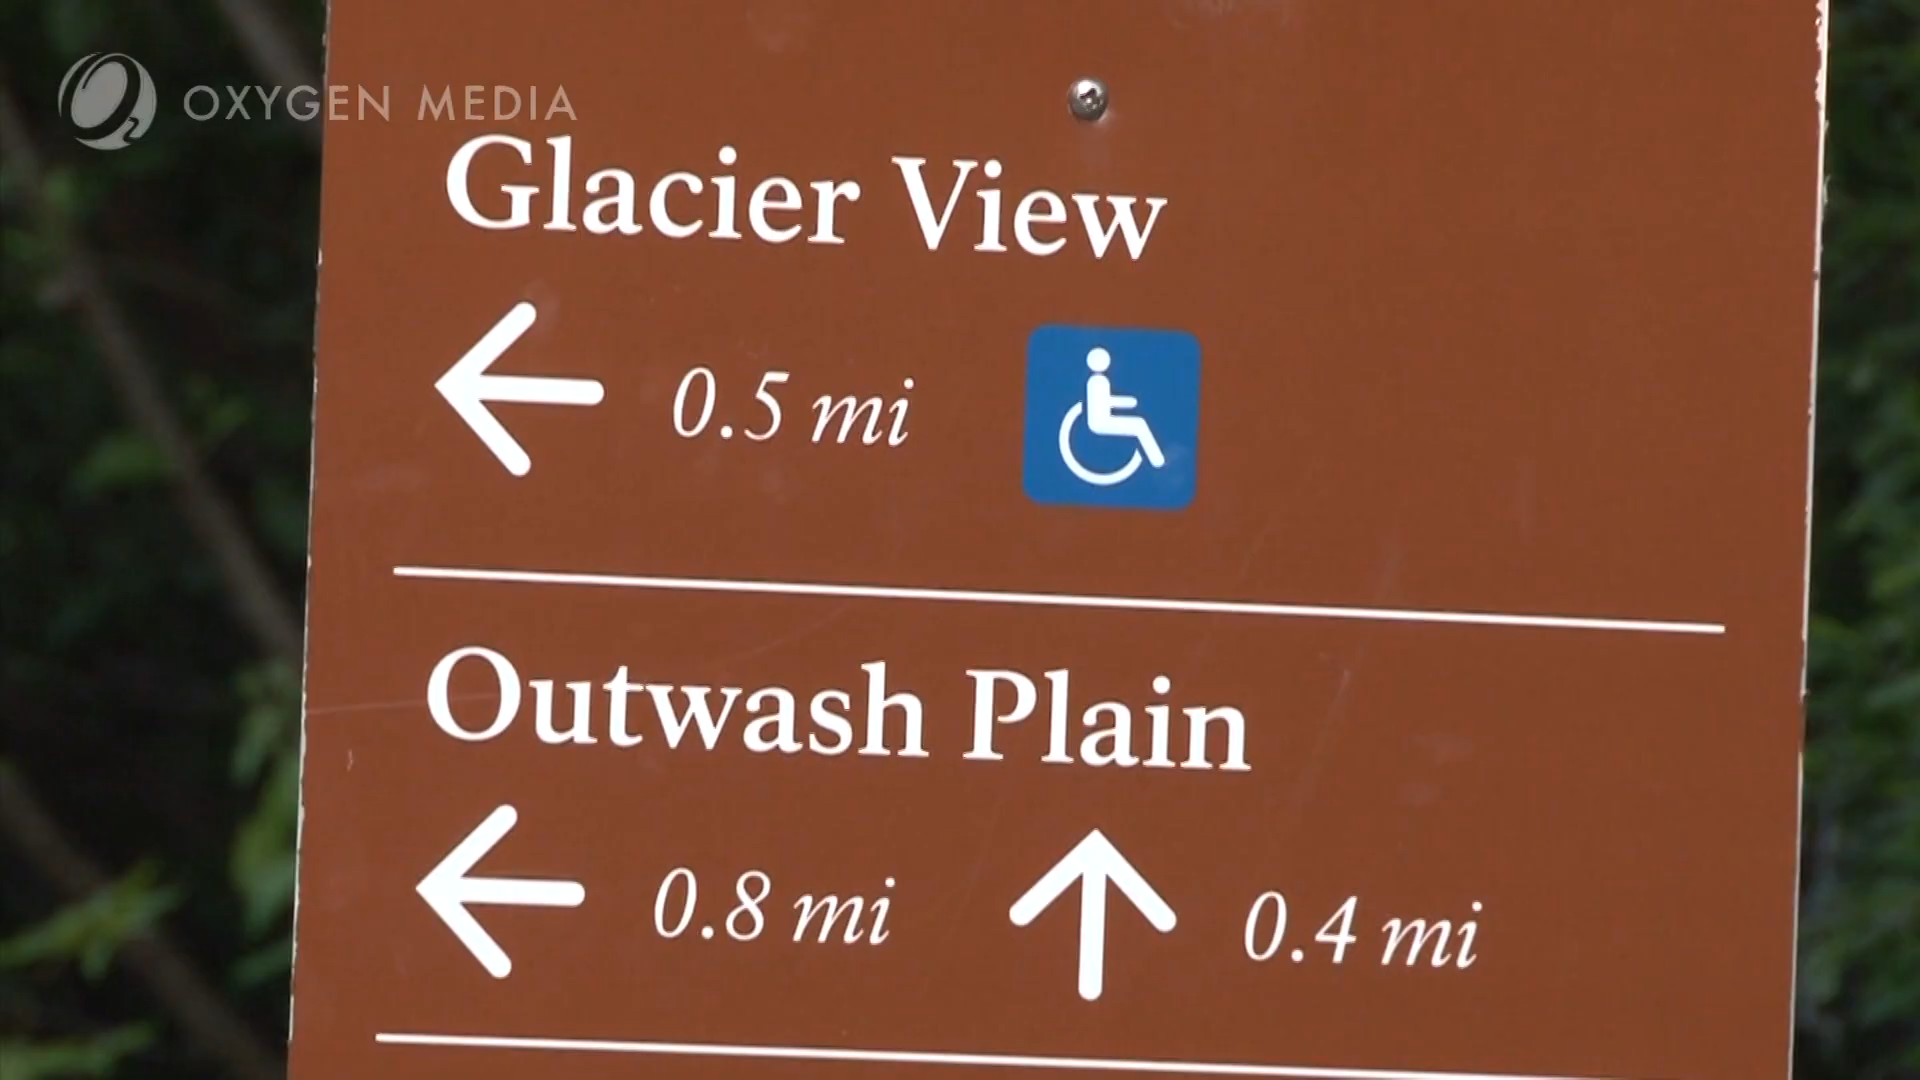 OXYGEN MEDIA
Glacier View
0.5 mi
Outwash Plain
0.8 mi 0.4 mi